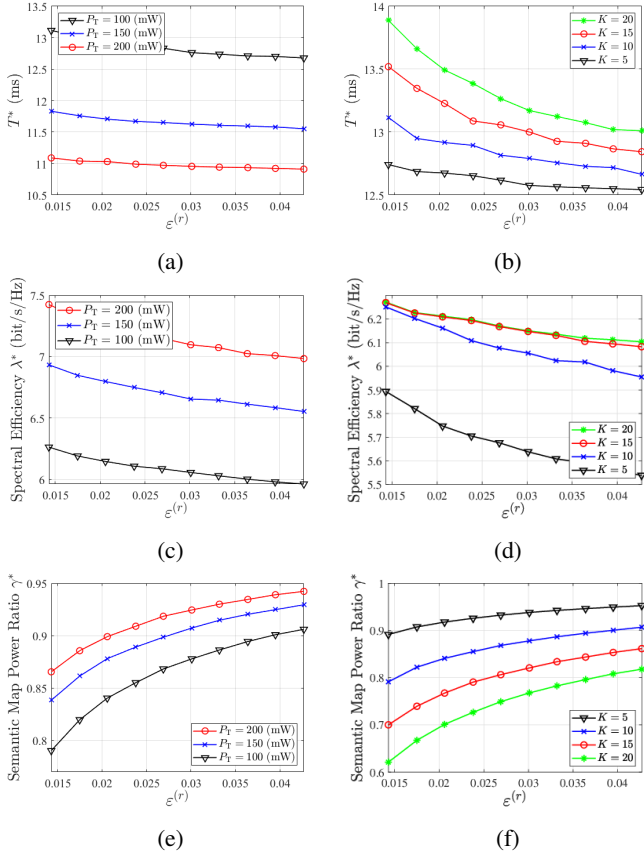 13.5
13
12.5
12
11.5
11
10.5
T* (ms)
P_T = 100 (mW)
P_T = 150 (mW)
P_T = 200 (mW)
0.015 0.02 0.025 0.03 0.035 0.04
ε^(r)
(a)
14
13.5
13
12.5
T* (ms)
K = 20
K = 15
K = 10
K = 5
0.015 0.02 0.025 0.03 0.035 0.04
ε^(r)
(b)
7.5
7
6.5
6
Spectral Efficiency λ* (bit/s/Hz)
P_T = 200 (mW)
P_T = 150 (mW)
P_T = 100 (mW)
0.015 0.02 0.025 0.03 0.035 0.04
ε^(r)
(c)
6.2
6.1
6
5.9
5.8
5.7
5.6
5.5
Spectral Efficiency λ* (bit/s/Hz)
K = 20
K = 15
K = 10
K = 5
0.015 0.02 0.025 0.03 0.035 0.04
ε^(r)
(d)
0.95
0.9
0.85
0.8
Semantic Map Power Ratio γ*
P_T = 200 (mW)
P_T = 150 (mW)
P_T = 100 (mW)
0.015 0.02 0.025 0.03 0.035 0.04
ε^(r)
(e)
1
0.9
0.8
0.7
0.6
Semantic Map Power Ratio γ*
K = 5
K = 10
K = 15
K = 20
0.015 0.02 0.025 0.03 0.035 0.04
ε^(r)
(f)